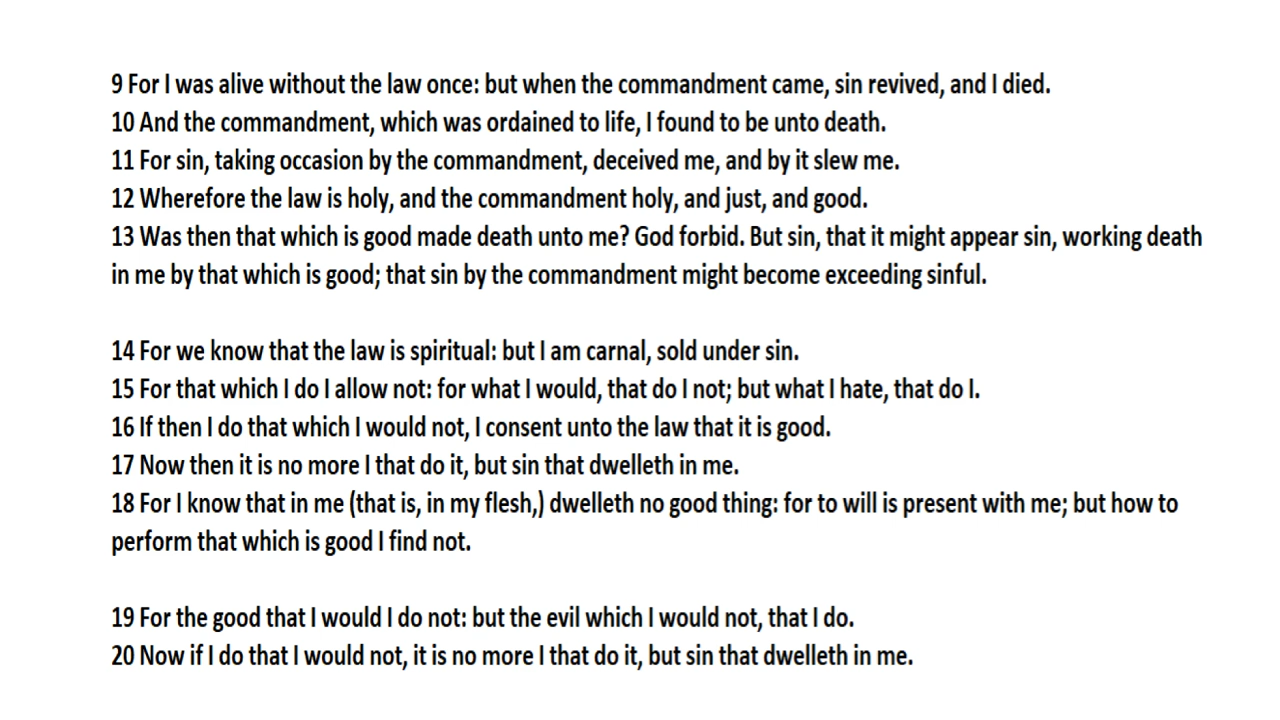 9 For I was alive without the law once: but when the commandment came, sin revived, and I died.
10 And the commandment, which was ordained to life, I found to be unto death.
11 For sin, taking occasion by the commandment, deceived me, and by it slew me.
12 Wherefore the law is holy, and the commandment holy, and just, and good.
13 Was then that which is good made death unto me? God forbid. But sin, that it might appear sin, working death
in me by that which is good; that sin by the commandment might become exceeding sinful.
14 For we know that the law is spiritual: but I am carnal, sold under sin.
15 For that which I do I allow not: for what I would, that do I not; but what I hate, that do I.
16 If then I do that which I would not, I consent unto the law that it is good.
17 Now then it is no more I that do it, but sin that dwelleth in me.
18 For I know that in me (that is, in my flesh,) dwelleth no good thing: for to will is present with me; but how to
perform that which is good I find not.
19 For the good that I would I do not: but the evil which I would not, that I do.
20 Now if I do that I would not, it is no more I that do it, but sin that dwelleth in me.